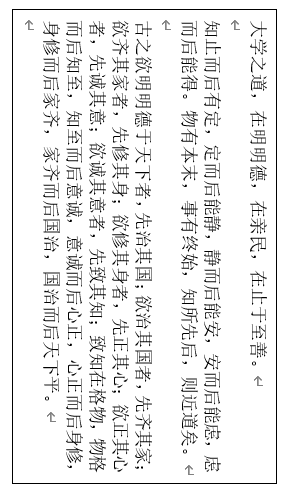 大学之道，在明明德，在亲民，在止于至善。
知止而后有定，定而后能静，静而后能安，安而后能虑，虑
而后能得。物有本末，事有终始，知所先后，则近道矣。
古之欲明明德于天下者，先治其国；欲治其国者，先齐其家；
欲齐其家者，先修其身；欲修其身者，先正其心；欲正其心
者，先诚其意；欲诚其意者，先致其知；致知在格物，物格
而后知至，知至而后意诚，意诚而后心正，心正而后身修，
身修而后家齐，家齐而后国治，国治而后天下平。